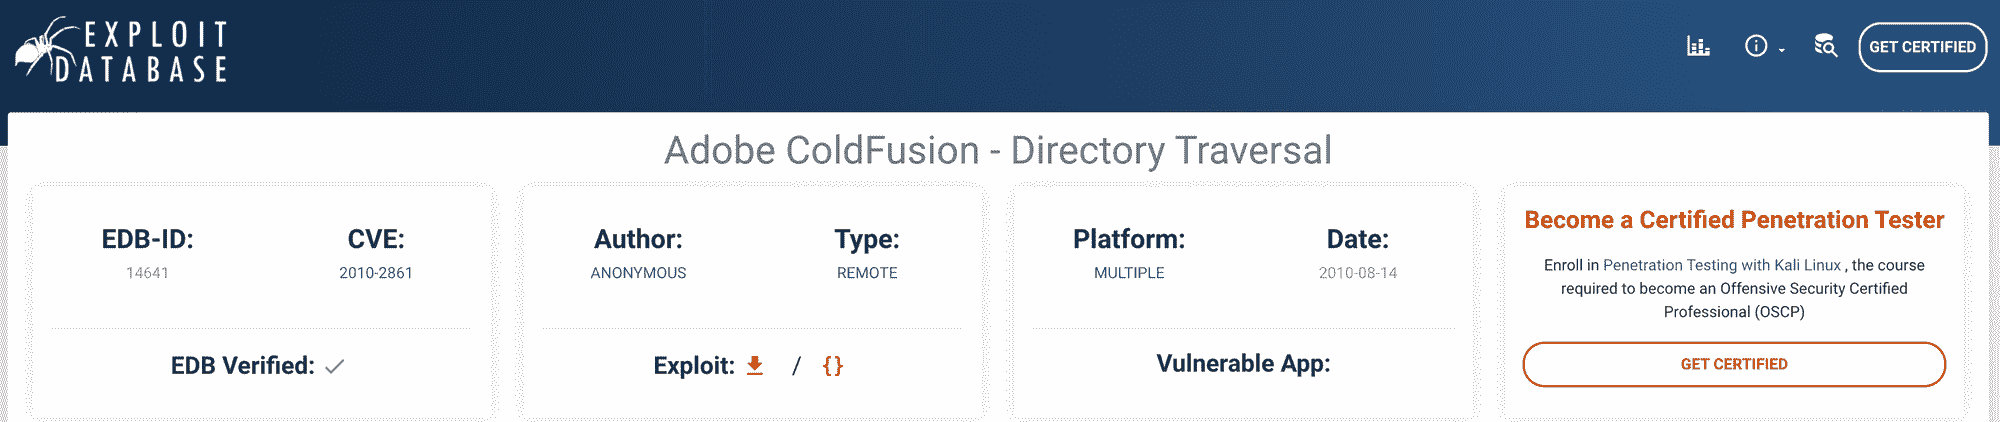 EXPLOIT
DATABASE
GET CERTIFIED
Adobe ColdFusion - Directory Traversal
EDB-ID:
14641
CVE:
2010-2861
EDB Verified:
Author:
ANONYMOUS
Type:
REMOTE
Exploit: / {}
Platform:
MULTIPLE
Date:
2010-08-14
Vulnerable App:
Become a Certified Penetration Tester
Enroll in Penetration Testing with Kali Linux , the course
required to become an Offensive Security Certified
Professional (OSCP)
GET CERTIFIED